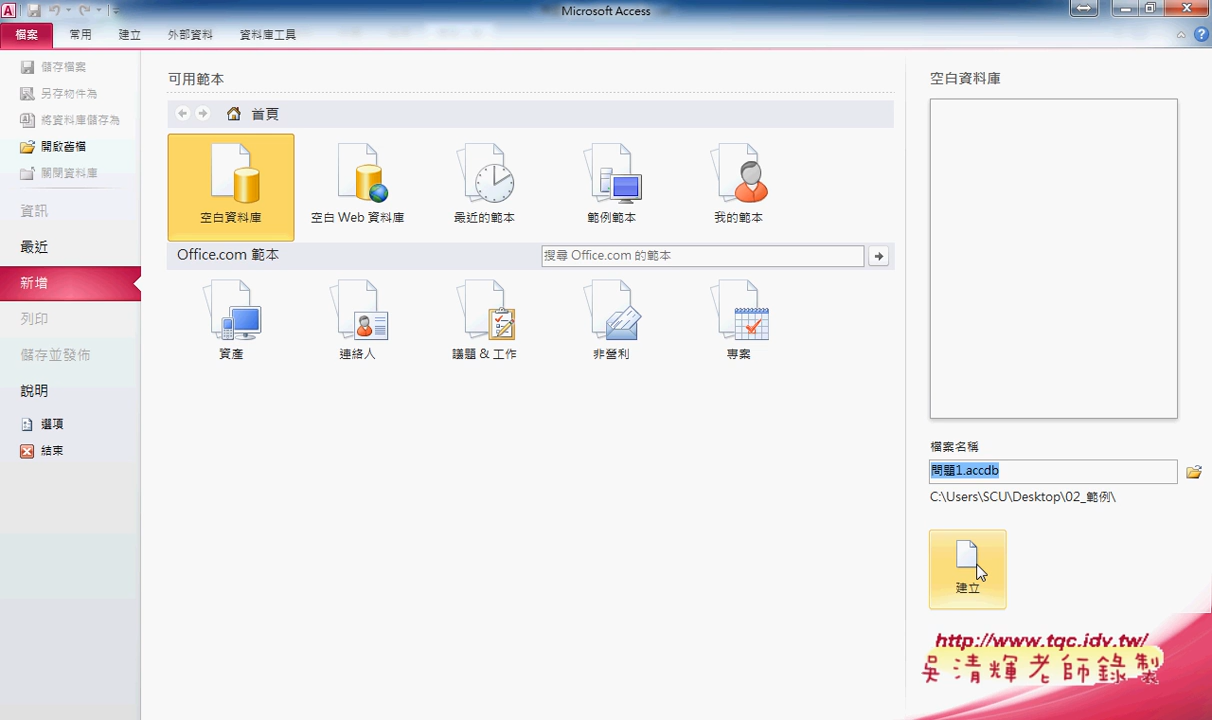 Microsoft Access
檔案
常用
建立
外部資料
資料庫工具
儲存檔案
另存物件為
將資料庫儲存為
開啟舊檔
關閉資料庫
資訊
最近
新增
列印
儲存並發佈
說明
選項
結束
可用範本
首頁
空白資料庫
空白 Web 資料庫
最近的範本
範例範本
我的範本
Office.com 範本
搜尋 Office.com 的範本
資產
連絡人
議題 & 工作
非營利
專案
空白資料庫
檔案名稱
問題1.accdb
C:\Users\SCU\Desktop\02_範例\
建立
http://www.tqc.idv.tw/
吳清輝老師錄製